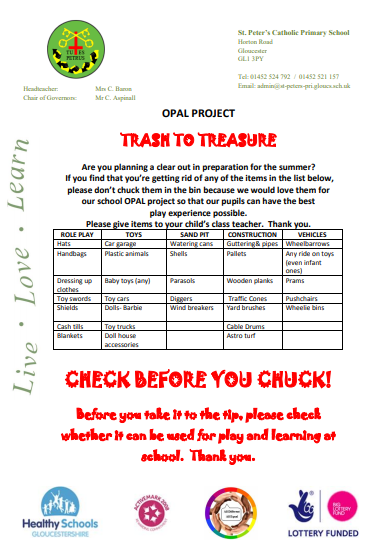 St. Peter's Catholic Primary School
Horton Road
Gloucester
GL1 3PY
Tel: 01452 524 792 / 01452 521 157
Email: admin@st-peters-pri.gloucs.sch.uk
TU ES
PETRUS
Headteacher: Mrs C. Baron
Chair of Governors: Mr C. Aspinall
OPAL PROJECT
TRASH TO TREASURE
Are you planning a clear out in preparation for the summer?
If you find that you're getting rid of any of the items in the list below,
please don't chuck them in the bin because we would love them for
our school OPAL project so that our pupils can have the best
play experience possible.
Please give items to your child's class teacher. Thank you.
ROLE PLAY TOYS SAND PIT CONSTRUCTION VEHICLES
Hats Car garage Watering cans Guttering& pipes Wheelbarrows
Handbags Plastic animals Shells Pallets Any ride on toys
(even infant
ones)
Dressing up Baby toys (any) Parasols Wooden planks Prams
clothes
Toy swords Toy cars Diggers Traffic Cones Pushchairs
Shields Dolls- Barbie Wind breakers Yard brushes Wheelie bins
Cash tills Toy trucks Cable Drums
Blankets Doll house Astro turf
accessories
CHECK BEFORE YOU CHUCK!
Before you take it to the tip, please check
whether it can be used for play and learning at
school. Thank you.
Live • Love • Learn
Healthy Schools
GLOUCESTERSHIRE
ACTIVEMARK 2008
BIG
LOTTERY
FUND
LOTTERY FUNDED